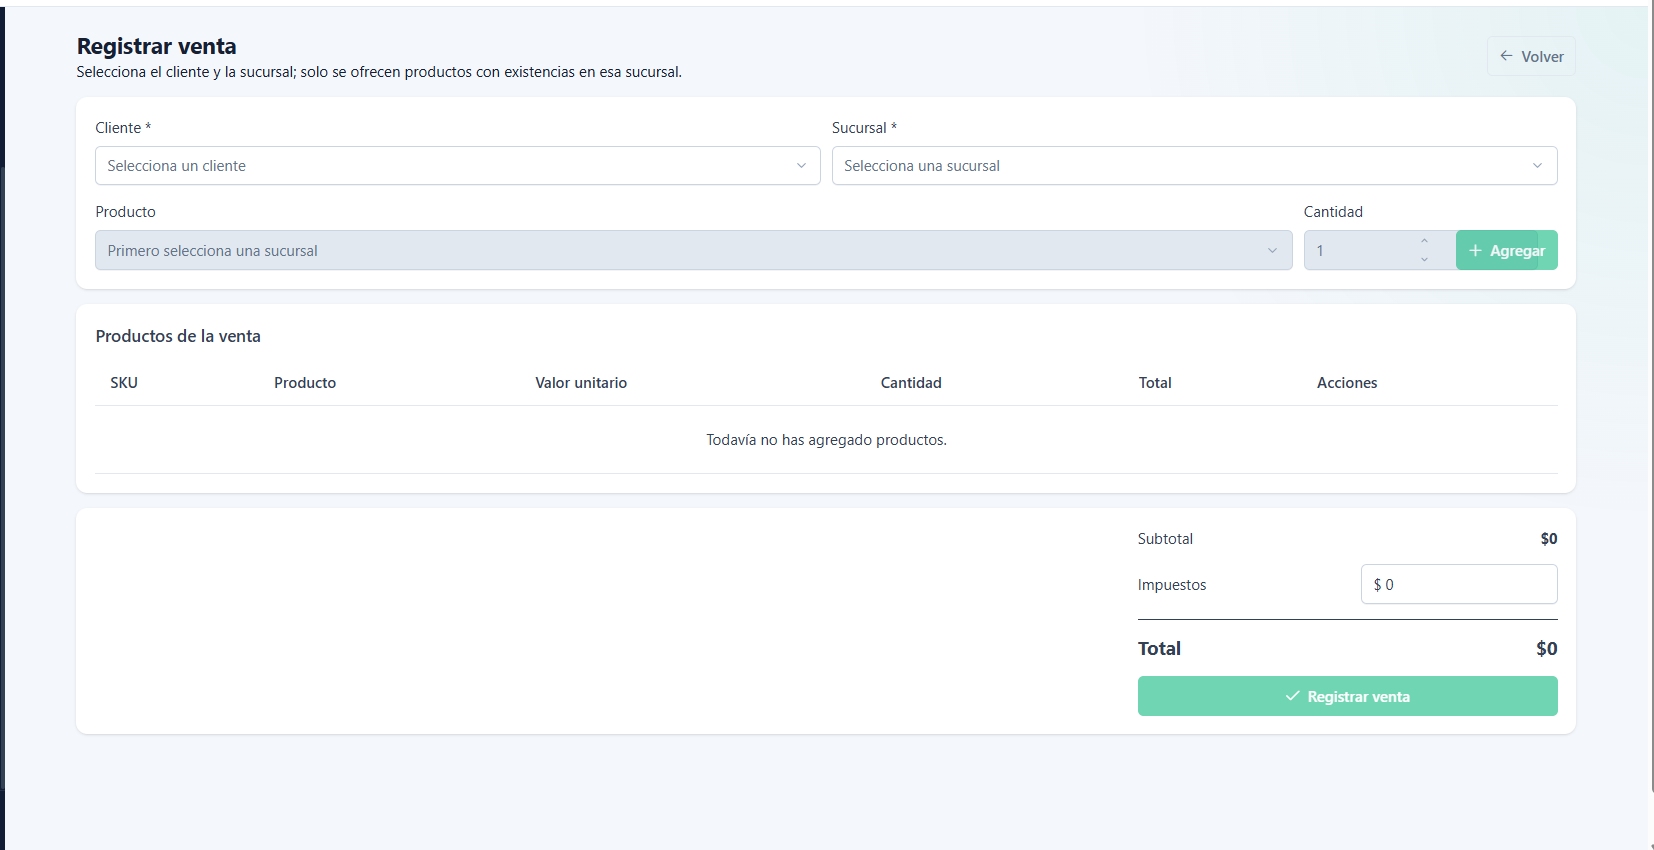 Registrar venta
Selecciona el cliente y la sucursal; solo se ofrecen productos con existencias en esa sucursal.
Volver
Cliente *
Sucursal *
Selecciona un cliente
Selecciona una sucursal
Producto
Cantidad
Primero selecciona una sucursal
1
Agregar
Productos de la venta
SKU Producto Valor unitario Cantidad Total Acciones
Todavía no has agregado productos.
Subtotal $0
Impuestos $ 0
Total $0
Registrar venta